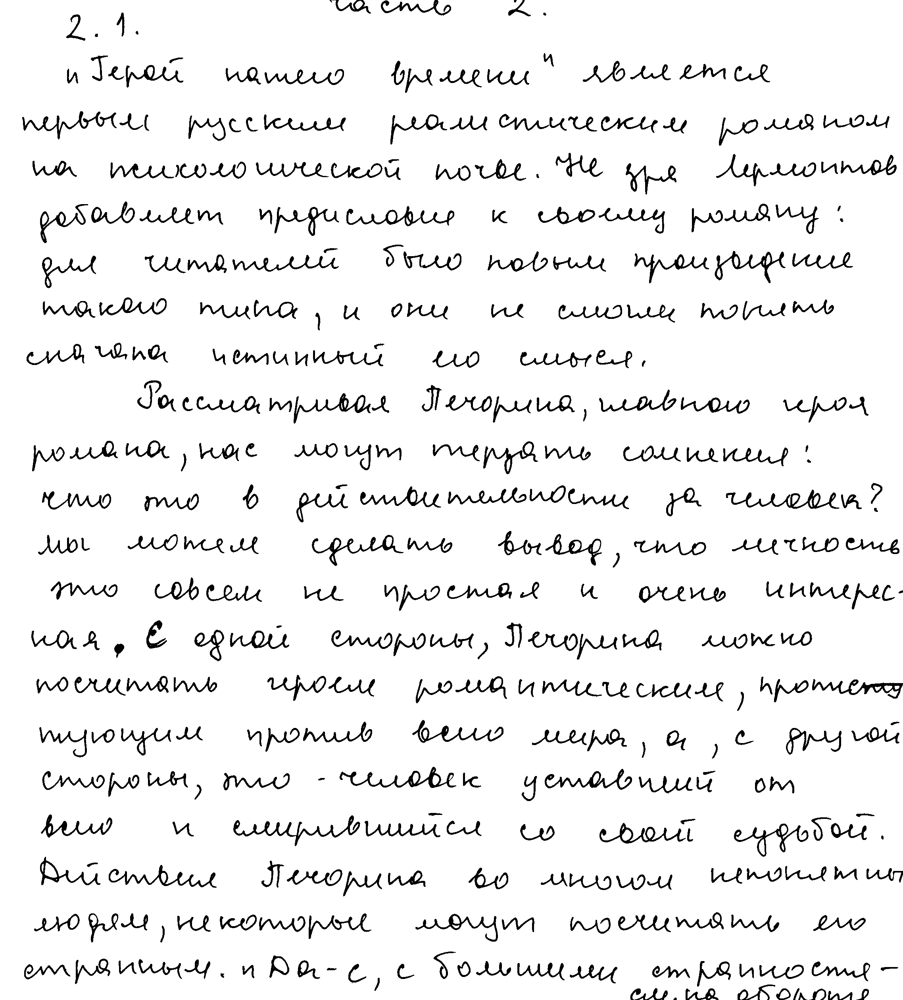 часть 2.
2. 1.
"Герой нашего времени" является
первым русским реалистическим романом
на психологической почве. Не зря Лермонтов
добавляет предисловие к своему роману:
для читателей было новым произведение
такого типа, и они не смогли понять
сначала истинный его смысл.
Рассматривая Печорина, главного героя
романа, нас могут терзать сомнения:
что это в действительности за человек?
мы можем сделать вывод, что личность
это совсем не простая и очень интерес-
ная. С одной стороны, Печорина можно
посчитать героем романтическим, протес
тующим против всего мира, а, с другой
стороны, это - человек уставший от
всего и смирившийся со своей судьбой.
Действия Печорина во многом непонятны
людям, некоторые могут посчитать его
странным. "Да-с, с большими странностя-
см. на обороте